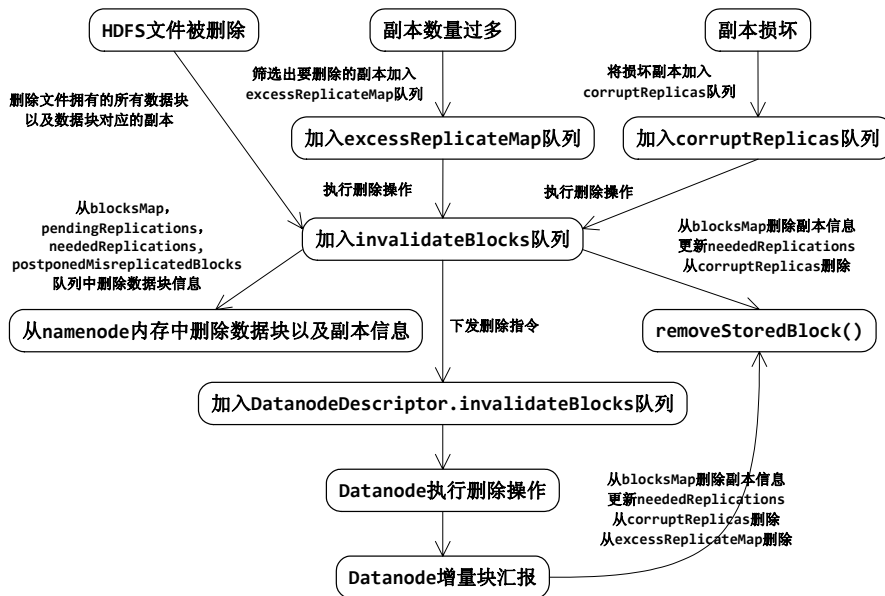 HDFS文件被删除
副本数量过多
副本损坏
筛选出要删除的副本加入
excessReplicateMap队列
将损坏副本加入
corruptReplicas队列
删除文件拥有的所有数据块
以及数据块对应的副本
加入excessReplicateMap队列
加入corruptReplicas队列
执行删除操作
执行删除操作
从blocksMap，
pendingReplications，
neededReplications，
postponedMisreplicatedBlocks
队列中删除数据块信息
加入invalidateBlocks队列
从blocksMap删除副本信息
更新neededReplications
从corruptReplicas删除
从namenode内存中删除数据块以及副本信息
下发删除指令
removeStoredBlock()
加入DatanodeDescriptor.invalidateBlocks队列
Datanode执行删除操作
从blocksMap删除副本信息
更新neededReplications
从corruptReplicas删除
从excessReplicateMap删除
Datanode增量块汇报